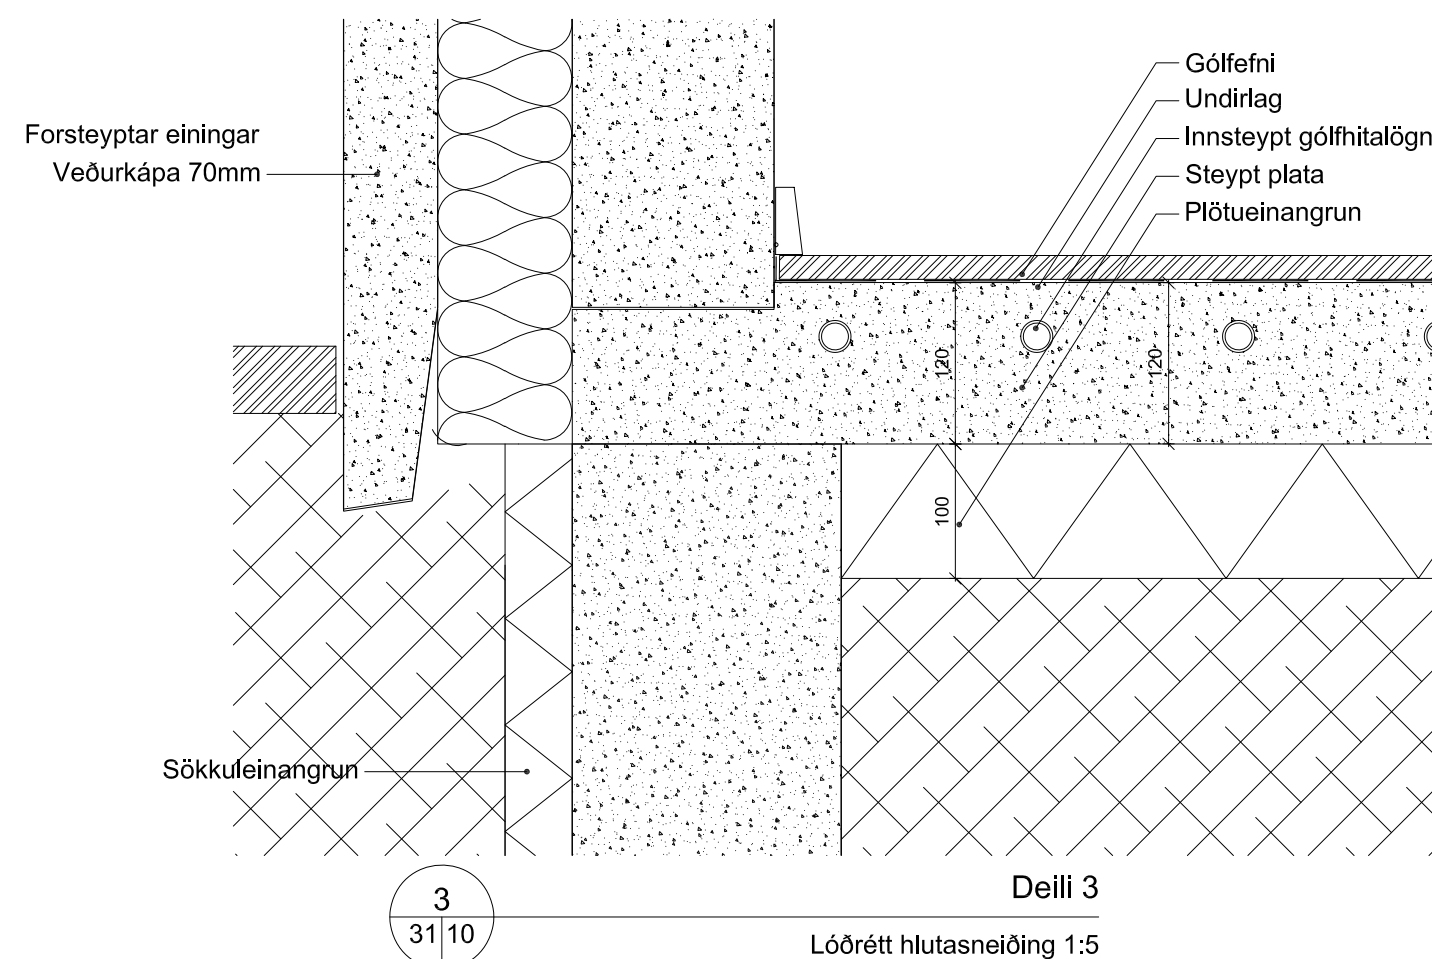 Gólfefni
Undirlag
Innsteypt gólfhitalögn
Steypt plata
Plötueinangrun
Forsteyptar einingar
Veðurkápa 70mm
120
120
100
Sökkuleinangrun
3
31 10
Deili 3
Lóðrétt hlutasneiðing 1:5